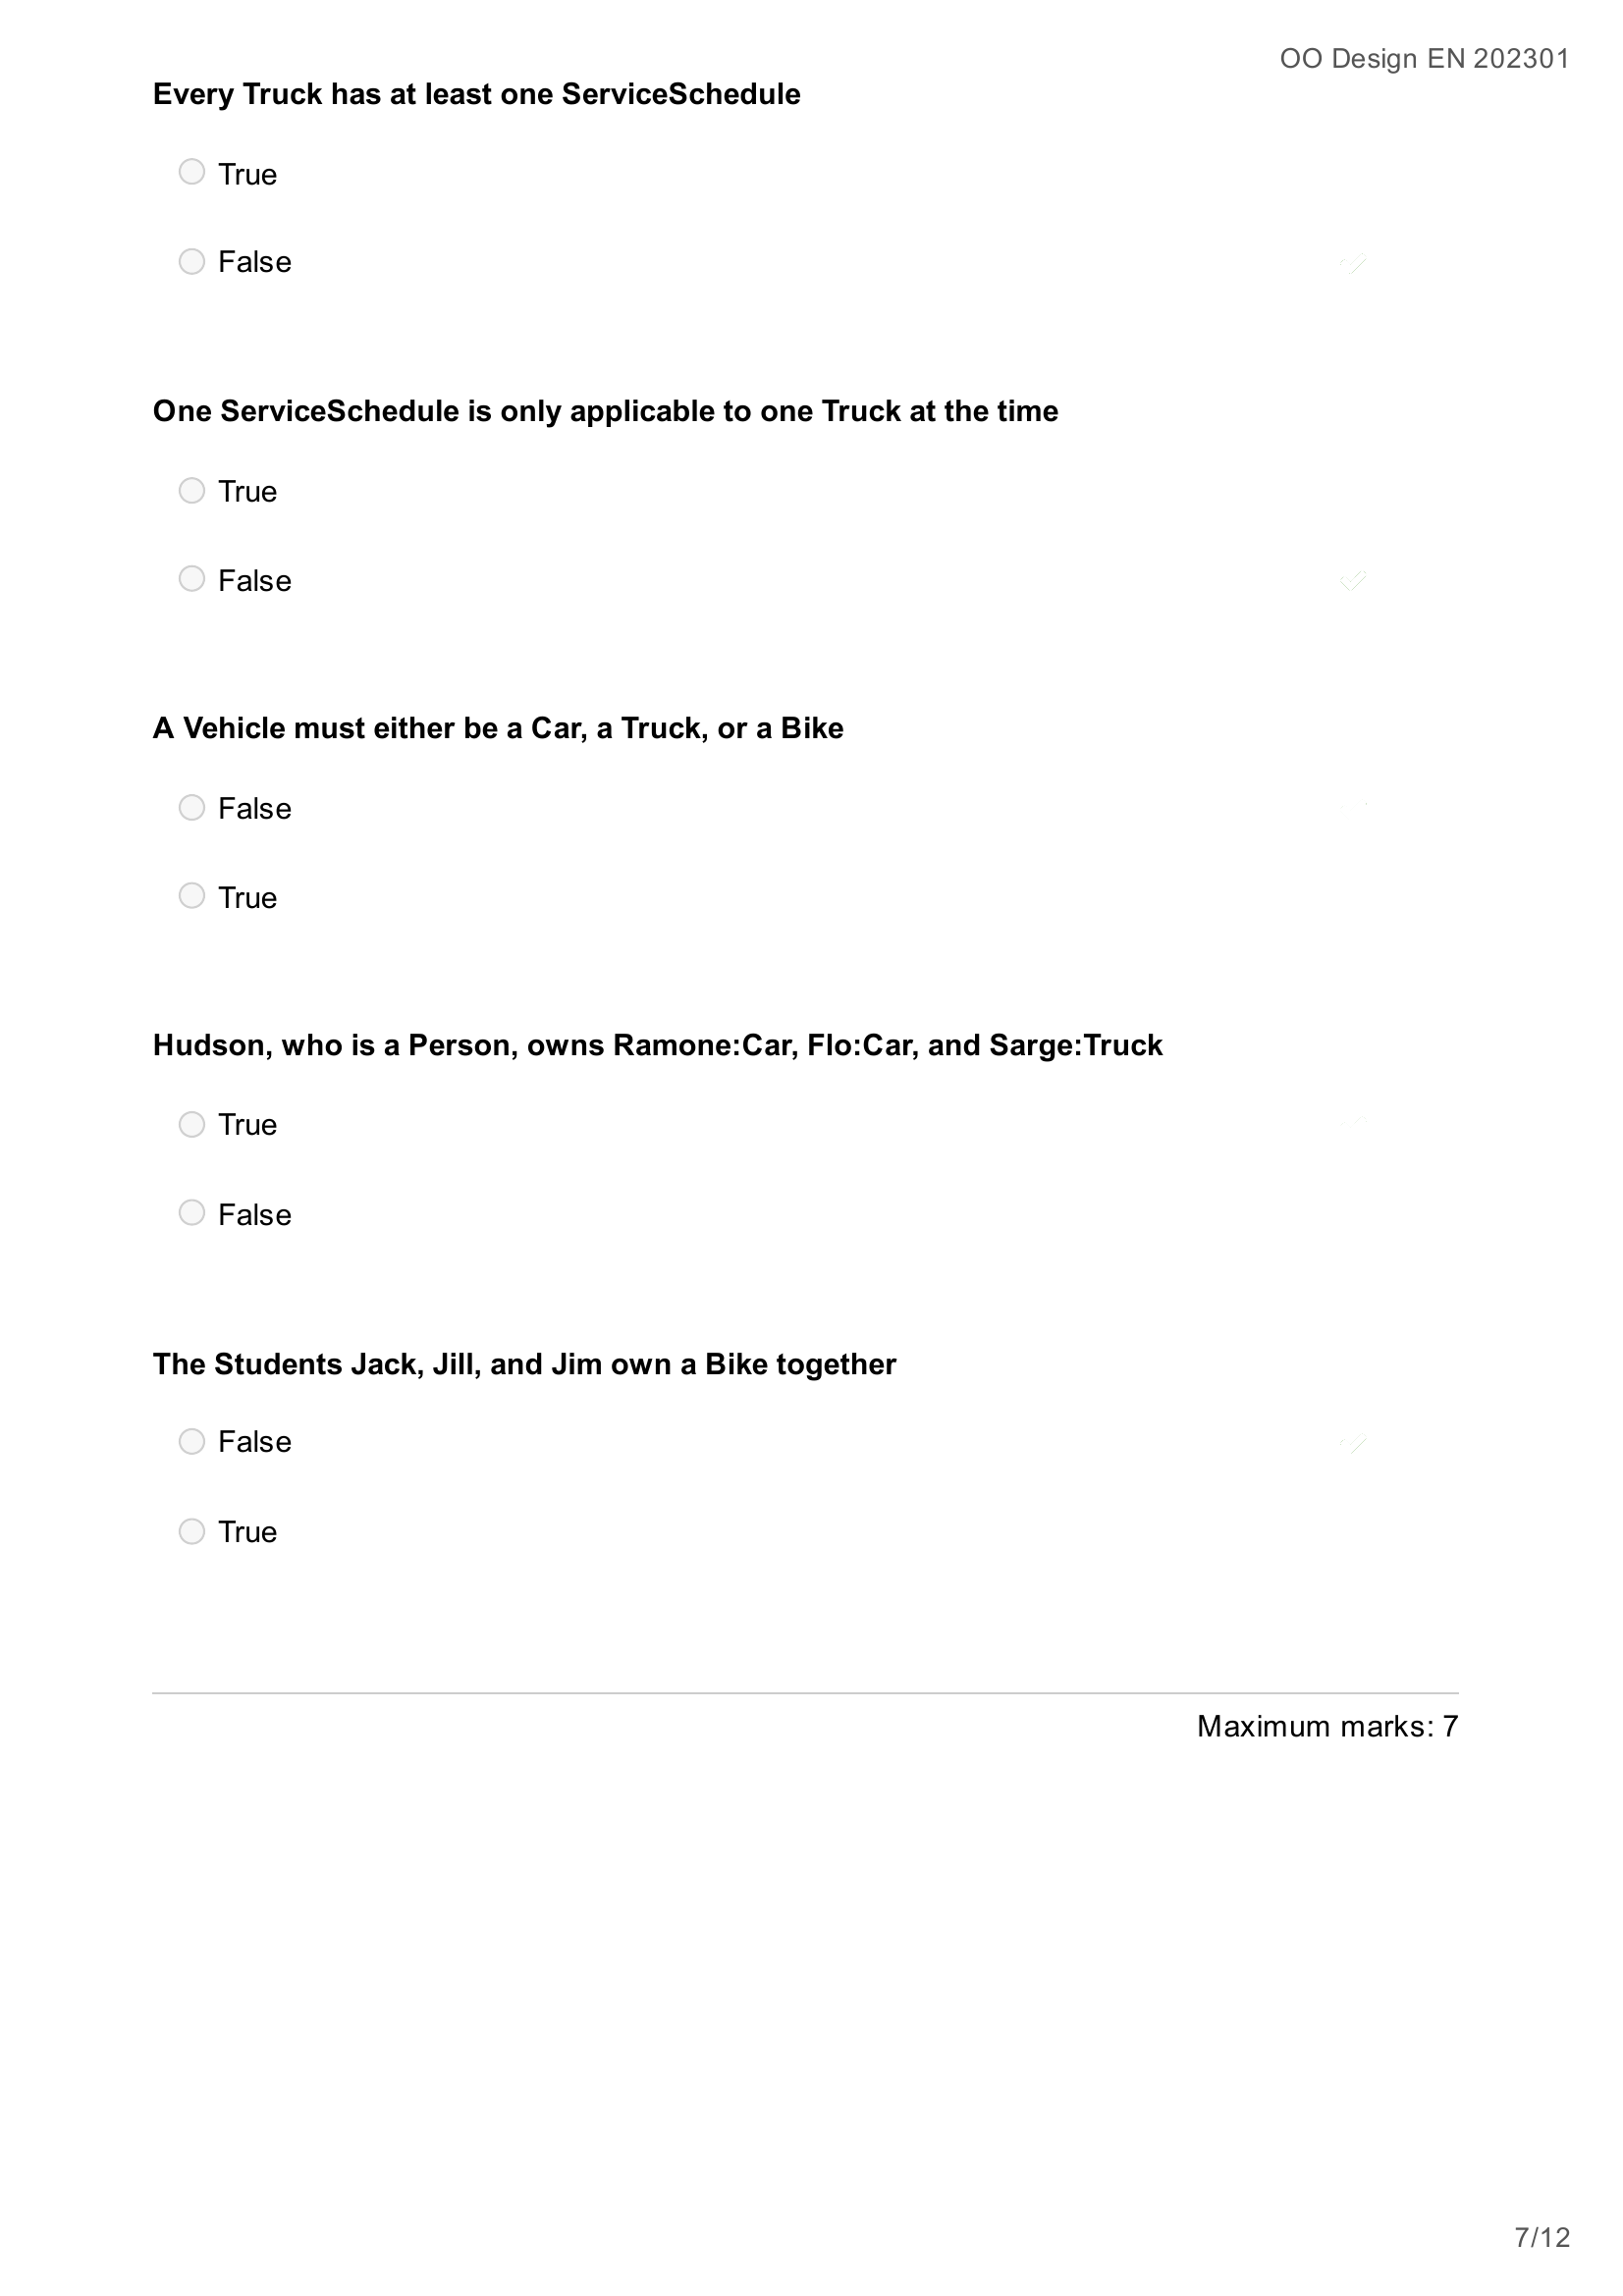 OO Design EN 202301
Every Truck has at least one ServiceSchedule
True
False
One ServiceSchedule is only applicable to one Truck at the time
True
False
A Vehicle must either be a Car, a Truck, or a Bike
False
True
Hudson, who is a Person, owns Ramone:Car, Flo:Car, and Sarge:Truck
True
False
The Students Jack, Jill, and Jim own a Bike together
False
True
Maximum marks: 7
7/12